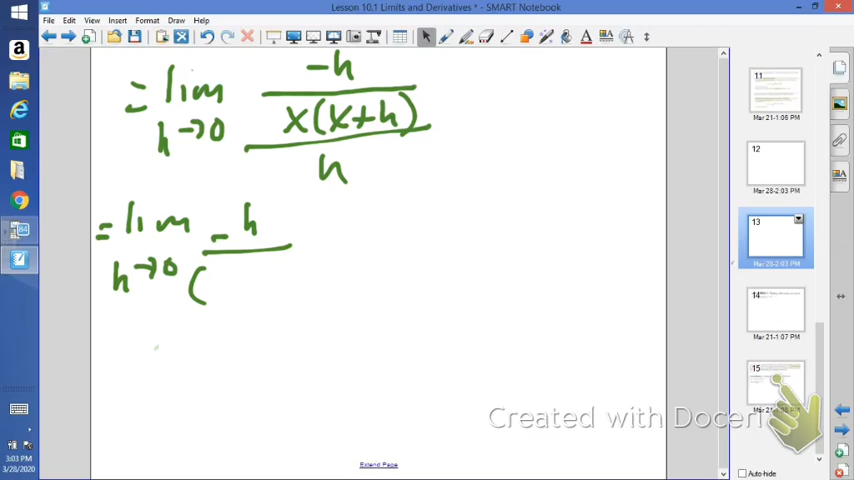 Lesson 10.1 Limits and Derivatives * - SMART Notebook
File Edit View Insert Format Tools Help
-h
= lim
h→0
x(x+h)
h
= lim -h
h→0 (
11
Mar 21-1:06 PM
12
Mar 28-2:03 PM
13
Mar 28-2:03 PM
14
Mar 21-1:07 PM
15
Created with Doceri
Extend Page
Auto-hide
84
3:03 PM
3/28/2020